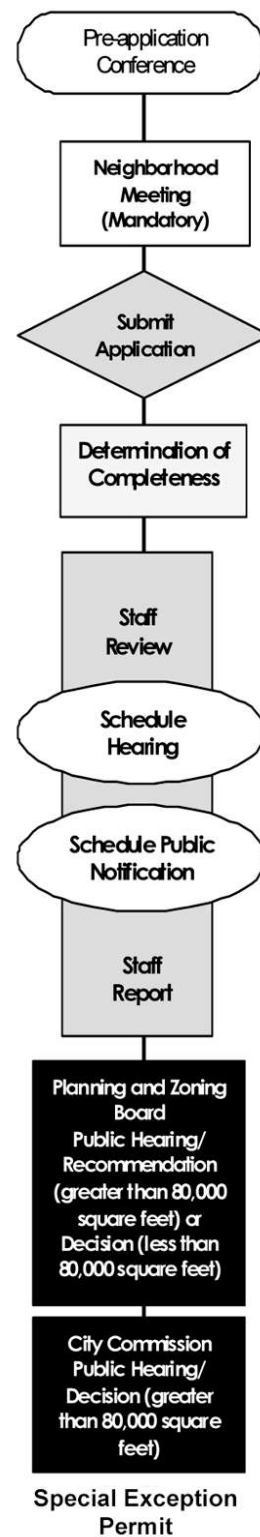 Pre-application
Conference
Neighborhood
Meeting
(Mandatory)
Submit
Application
Determination of
Completeness
Staff
Review
Schedule
Hearing
Schedule Public
Notification
Staff
Report
Planning and Zoning
Board
Public Hearing/
Recommendation
(greater than 80,000
square feet) or
Decision (less than
80,000 square feet)
City Commission
Public Hearing/
Decision (greater
than 80,000 square
feet)
Special Exception
Permit